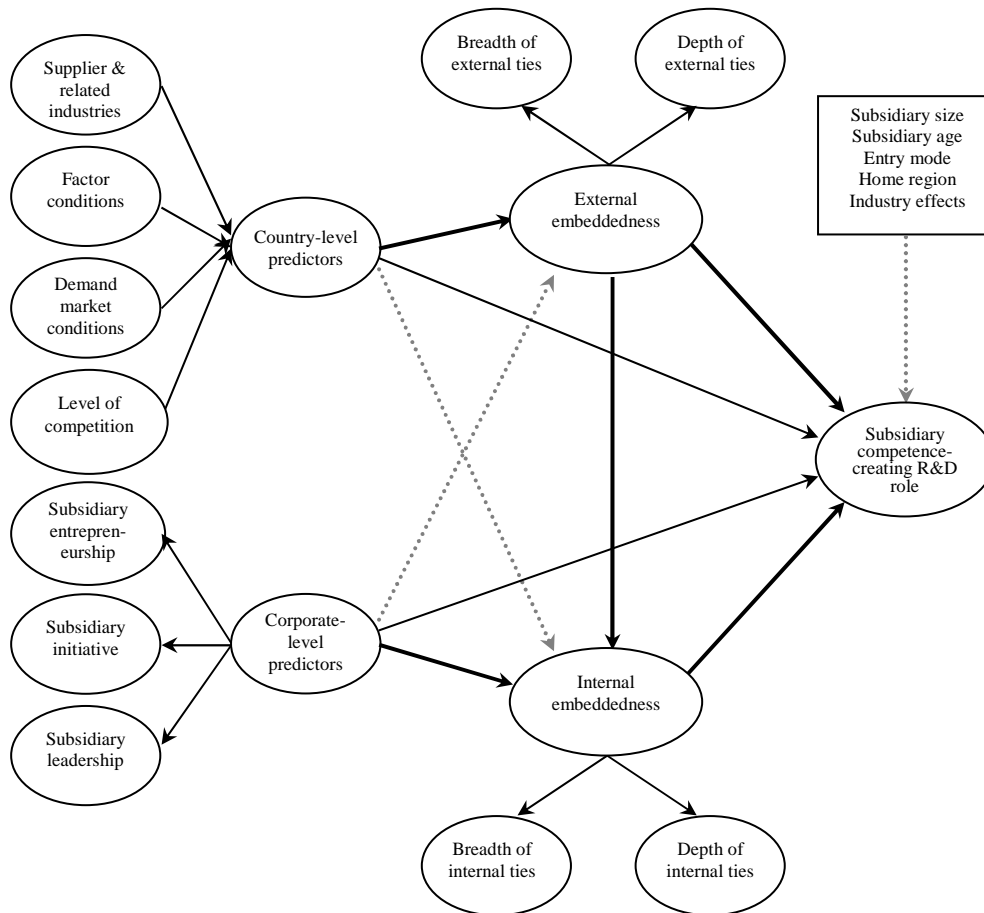 Breadth of
external ties
Depth of
external ties
Supplier &
related
industries
Subsidiary size
Subsidiary age
Entry mode
Home region
Industry effects
Factor
conditions
External
embeddedness
Country-level
predictors
Demand
market
conditions
Level of
competition
Subsidiary
competence-
creating R&D
role
Subsidiary
entrepren-
eurship
Subsidiary
initiative
Corporate-
level
predictors
Internal
embeddedness
Subsidiary
leadership
Breadth of
internal ties
Depth of
internal ties